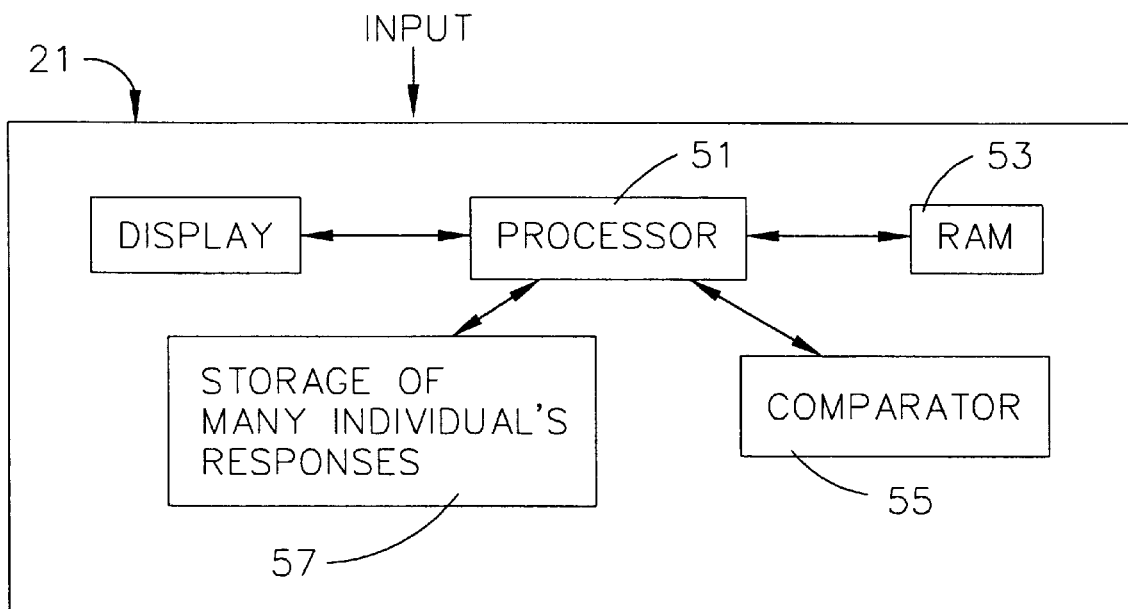 INPUT
21
51
53
DISPLAY
PROCESSOR
RAM
STORAGE OF
MANY INDIVIDUAL'S
RESPONSES
COMPARATOR
55
57